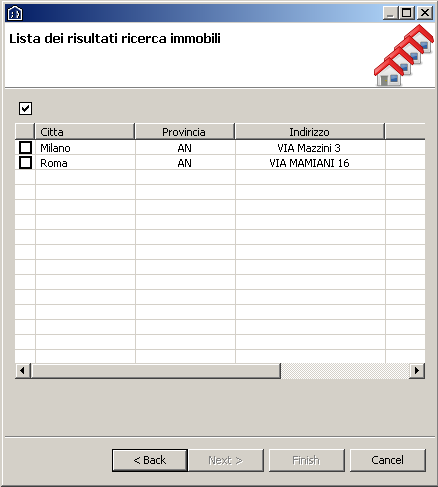 Lista dei risultati ricerca immobili
Citta Provincia Indirizzo
Milano AN VIA Mazzini 3
Roma AN VIA MAMIANI 16
< Back Next > Finish Cancel